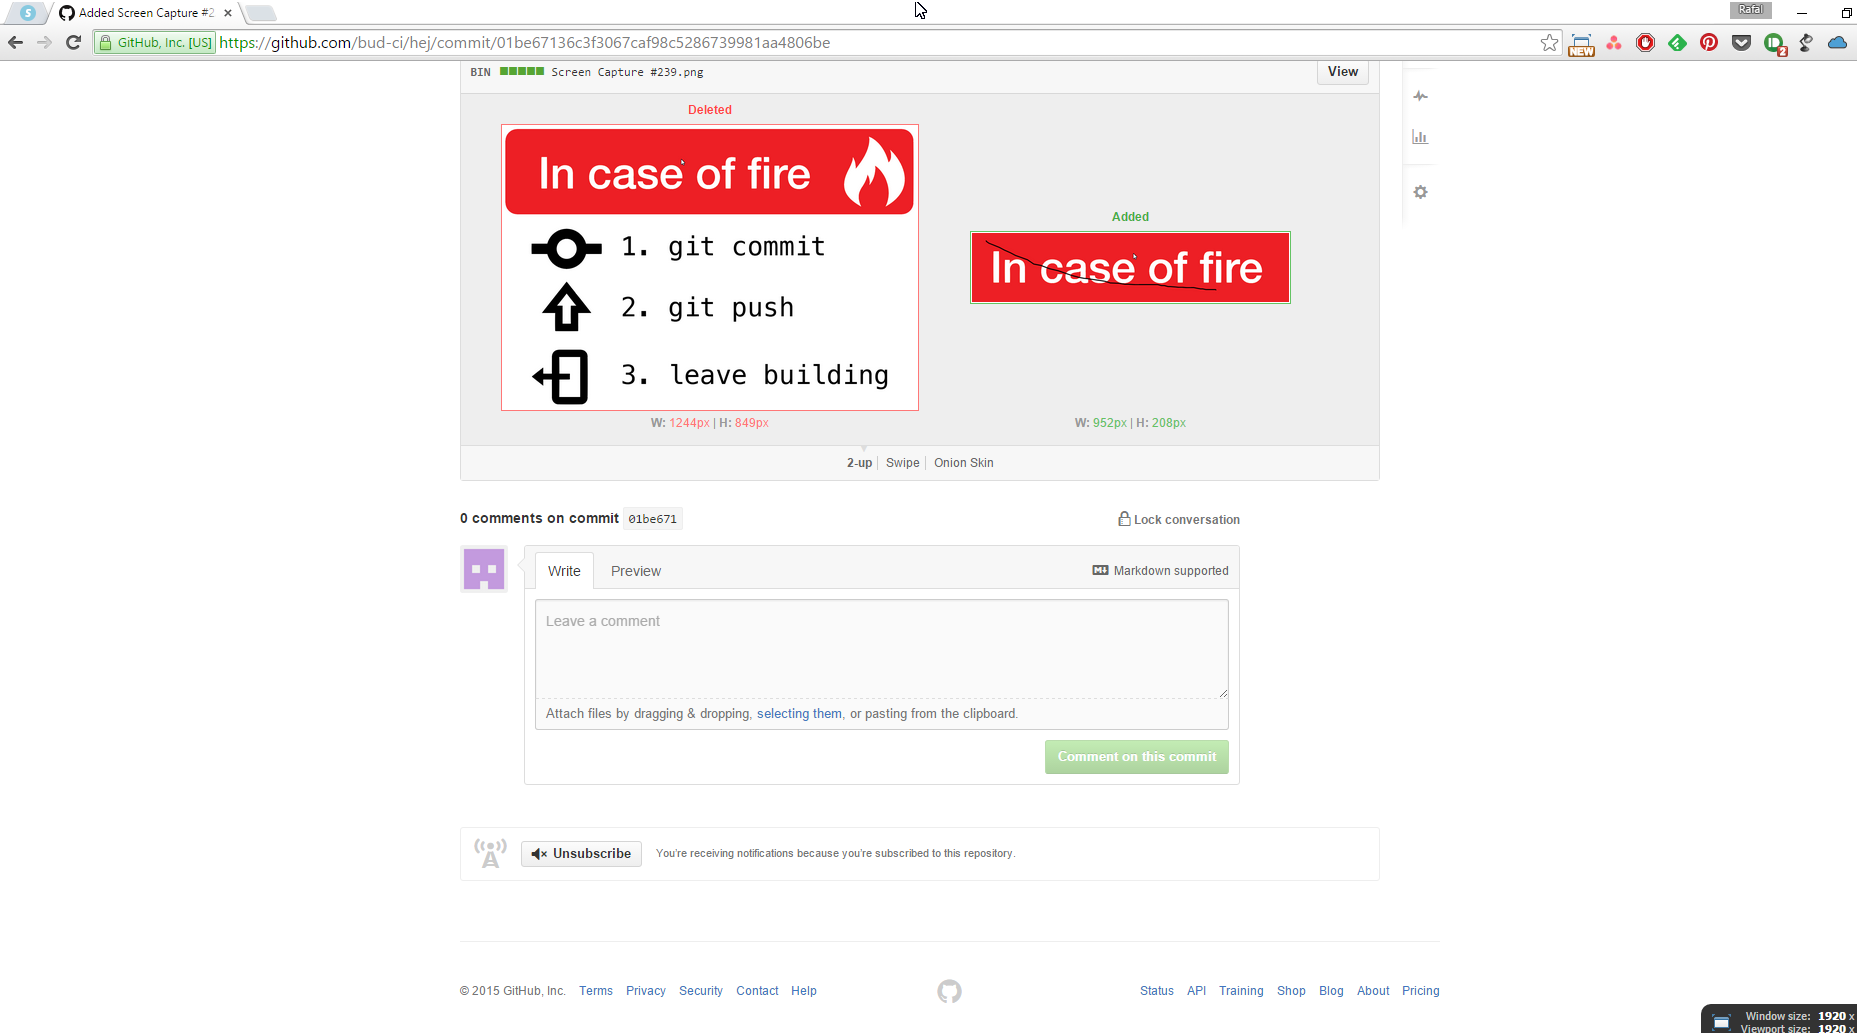 Added Screen Capture #2
Rafal
GitHub, Inc. [US] https://github.com/bud-ci/hej/commit/01be67136c3f3067caf98c5286739981aa4806be
NEW
2
BIN Screen Capture #239.png View
Deleted
In case of fire
1. git commit
2. git push
3. leave building
W: 1244px | H: 849px
Added
In case of fire
W: 952px | H: 208px
2-up Swipe Onion Skin
0 comments on commit 01be671
Lock conversation
Write Preview Markdown supported
Leave a comment
Attach files by dragging & dropping, selecting them, or pasting from the clipboard.
Comment on this commit
Unsubscribe You're receiving notifications because you're subscribed to this repository.
© 2015 GitHub, Inc. Terms Privacy Security Contact Help
Status API Training Shop Blog About Pricing
Window size: 1920 x
Viewport size: 1920 x